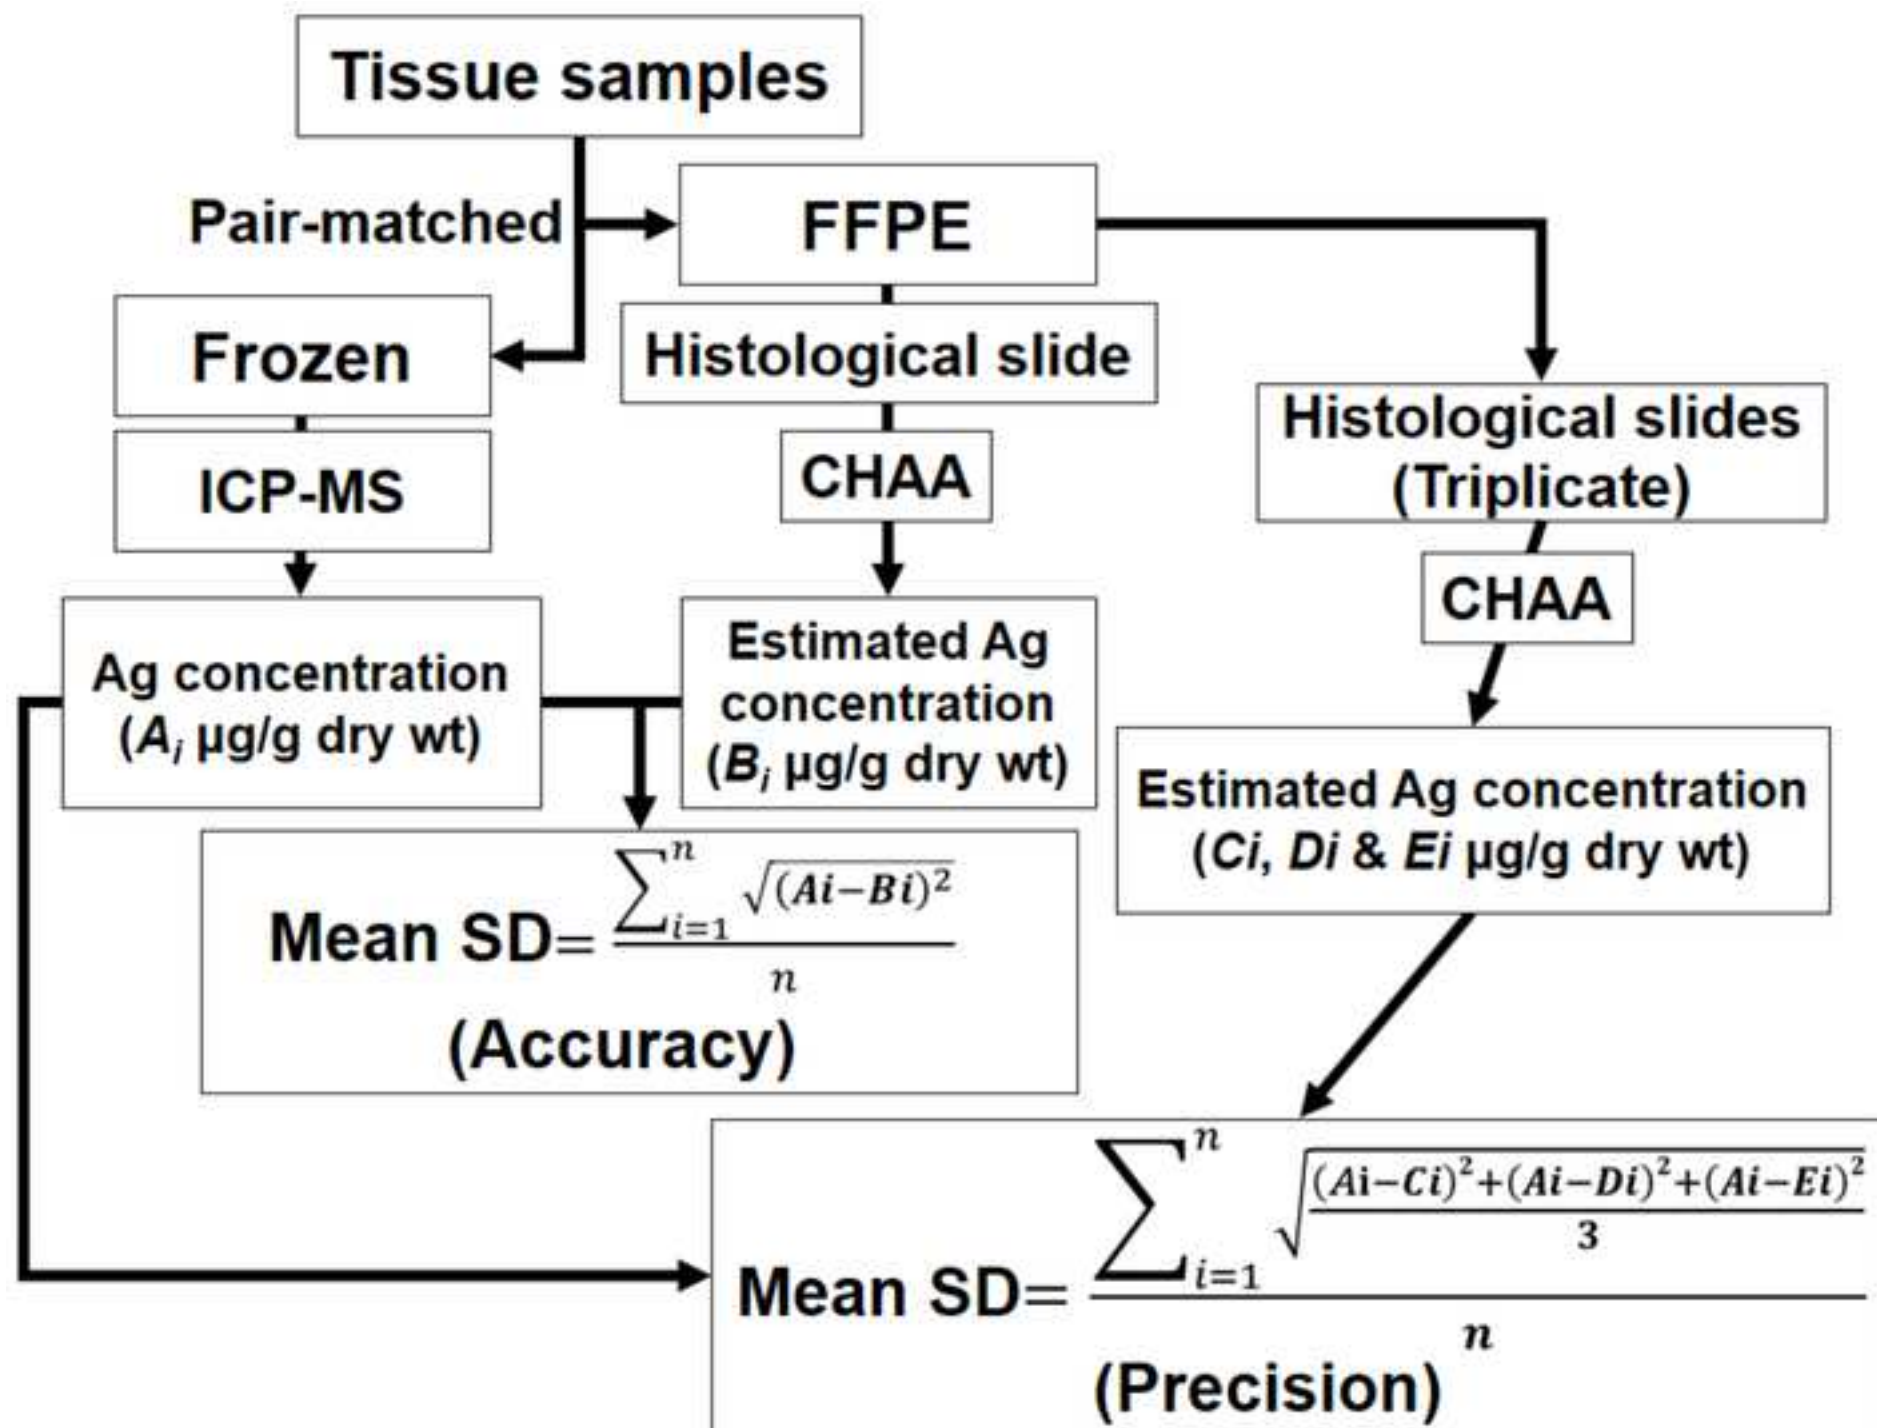 Tissue samples
Pair-matched
FFPE
Frozen
Histological slide
ICP-MS
CHAA
Histological slides
(Triplicate)
CHAA
Ag concentration
(Aᵢ µg/g dry wt)
Estimated Ag
concentration
(Bᵢ µg/g dry wt)
Estimated Ag concentration
(Ci, Di & Ei µg/g dry wt)
Mean SD= ∑ⁿᵢ₌₁ √(Ai−Bi)² / n
(Accuracy)
Mean SD= ∑ⁿᵢ₌₁ √((Ai−Ci)²+(Ai−Di)²+(Ai−Ei)² / 3) / n
(Precision)